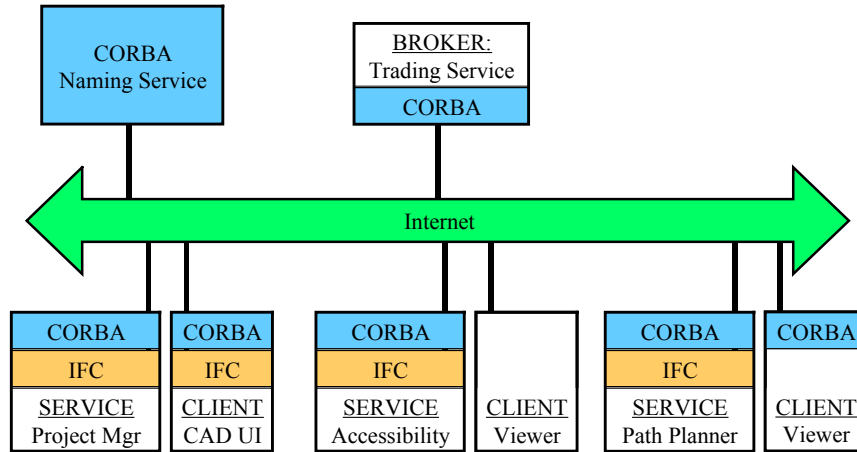 CORBA
Naming Service
BROKER:
Trading Service
CORBA
Internet
CORBA
IFC
SERVICE
Project Mgr
CORBA
IFC
CLIENT
CAD UI
CORBA
IFC
SERVICE
Accessibility
CLIENT
Viewer
CORBA
IFC
SERVICE
Path Planner
CORBA
CLIENT
Viewer